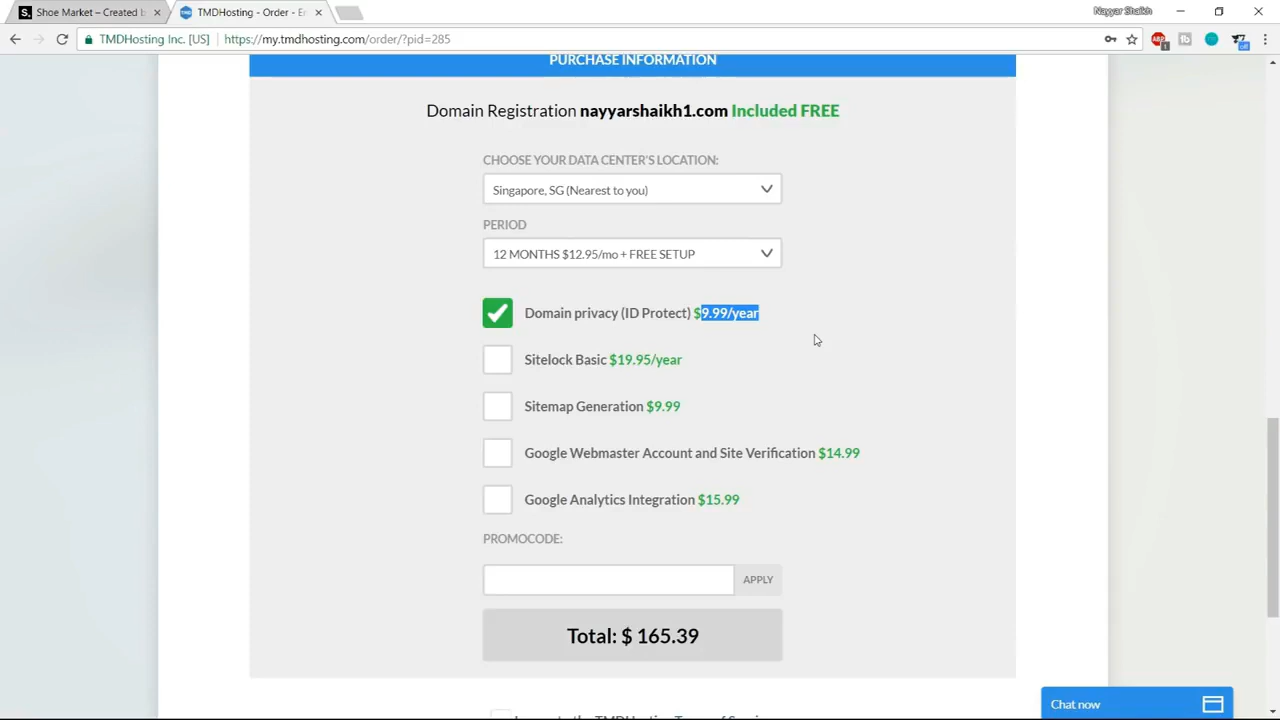 Shoe Market – Created b
TMDHosting - Order - E
Nayyar Shaikh
TMDHosting Inc. [US]
https://my.tmdhosting.com/order/?pid=285
PURCHASE INFORMATION
Domain Registration nayyarshaikh1.com Included FREE
CHOOSE YOUR DATA CENTER'S LOCATION:
Singapore, SG (Nearest to you)
PERIOD
12 MONTHS $12.95/mo + FREE SETUP
Domain privacy (ID Protect) $9.99/year
Sitelock Basic $19.95/year
Sitemap Generation $9.99
Google Webmaster Account and Site Verification $14.99
Google Analytics Integration $15.99
PROMOCODE:
APPLY
Total: $ 165.39
Chat now